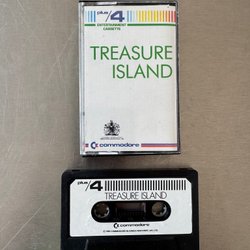 plus/4
ENTERTAINMENT
CASSETTE
TREASURE
ISLAND
commodore
plus/4
TREASURE ISLAND